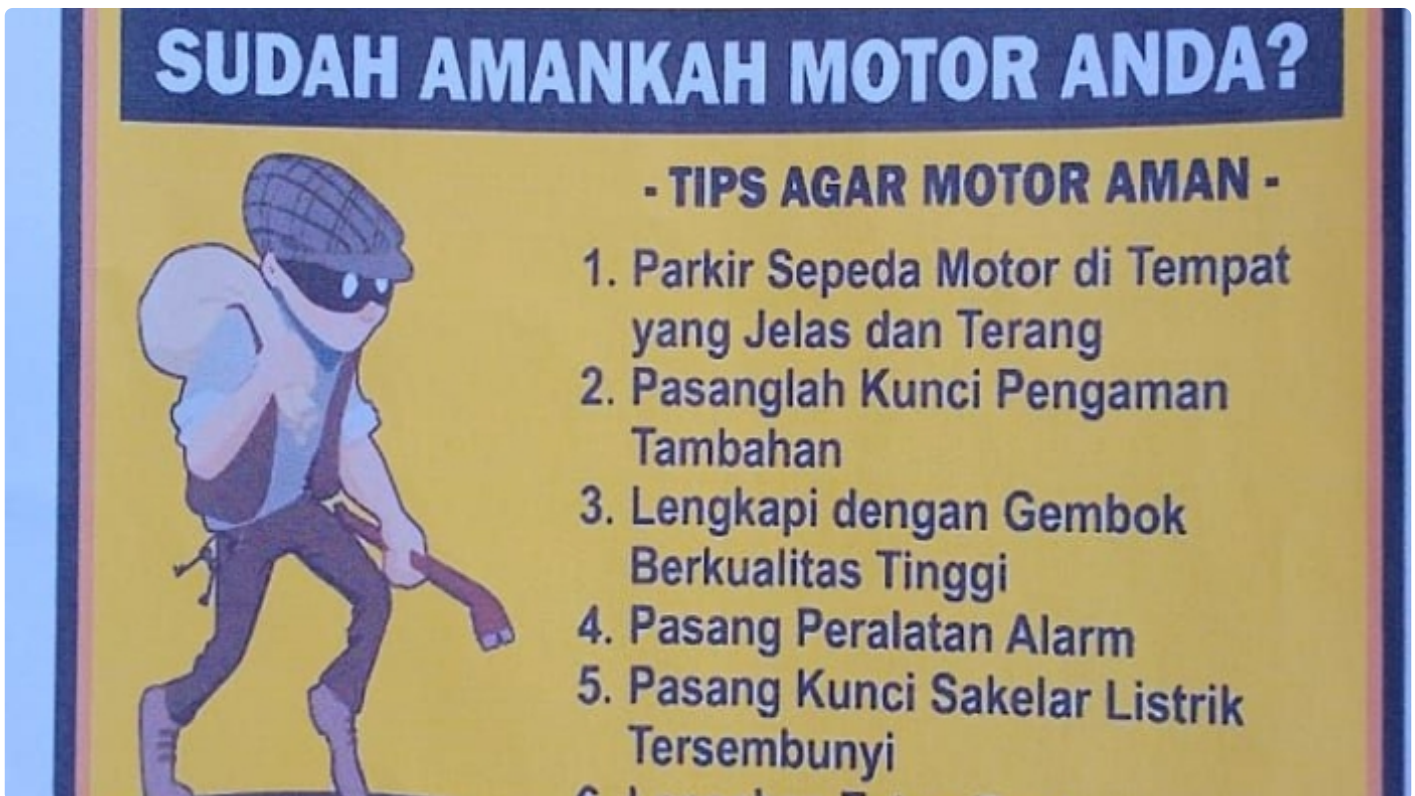 SUDAH AMANKAH MOTOR ANDA?
- TIPS AGAR MOTOR AMAN -
1. Parkir Sepeda Motor di Tempat
yang Jelas dan Terang
2. Pasanglah Kunci Pengaman
Tambahan
3. Lengkapi dengan Gembok
Berkualitas Tinggi
4. Pasang Peralatan Alarm
5. Pasang Kunci Sakelar Listrik
Tersembunyi
6.